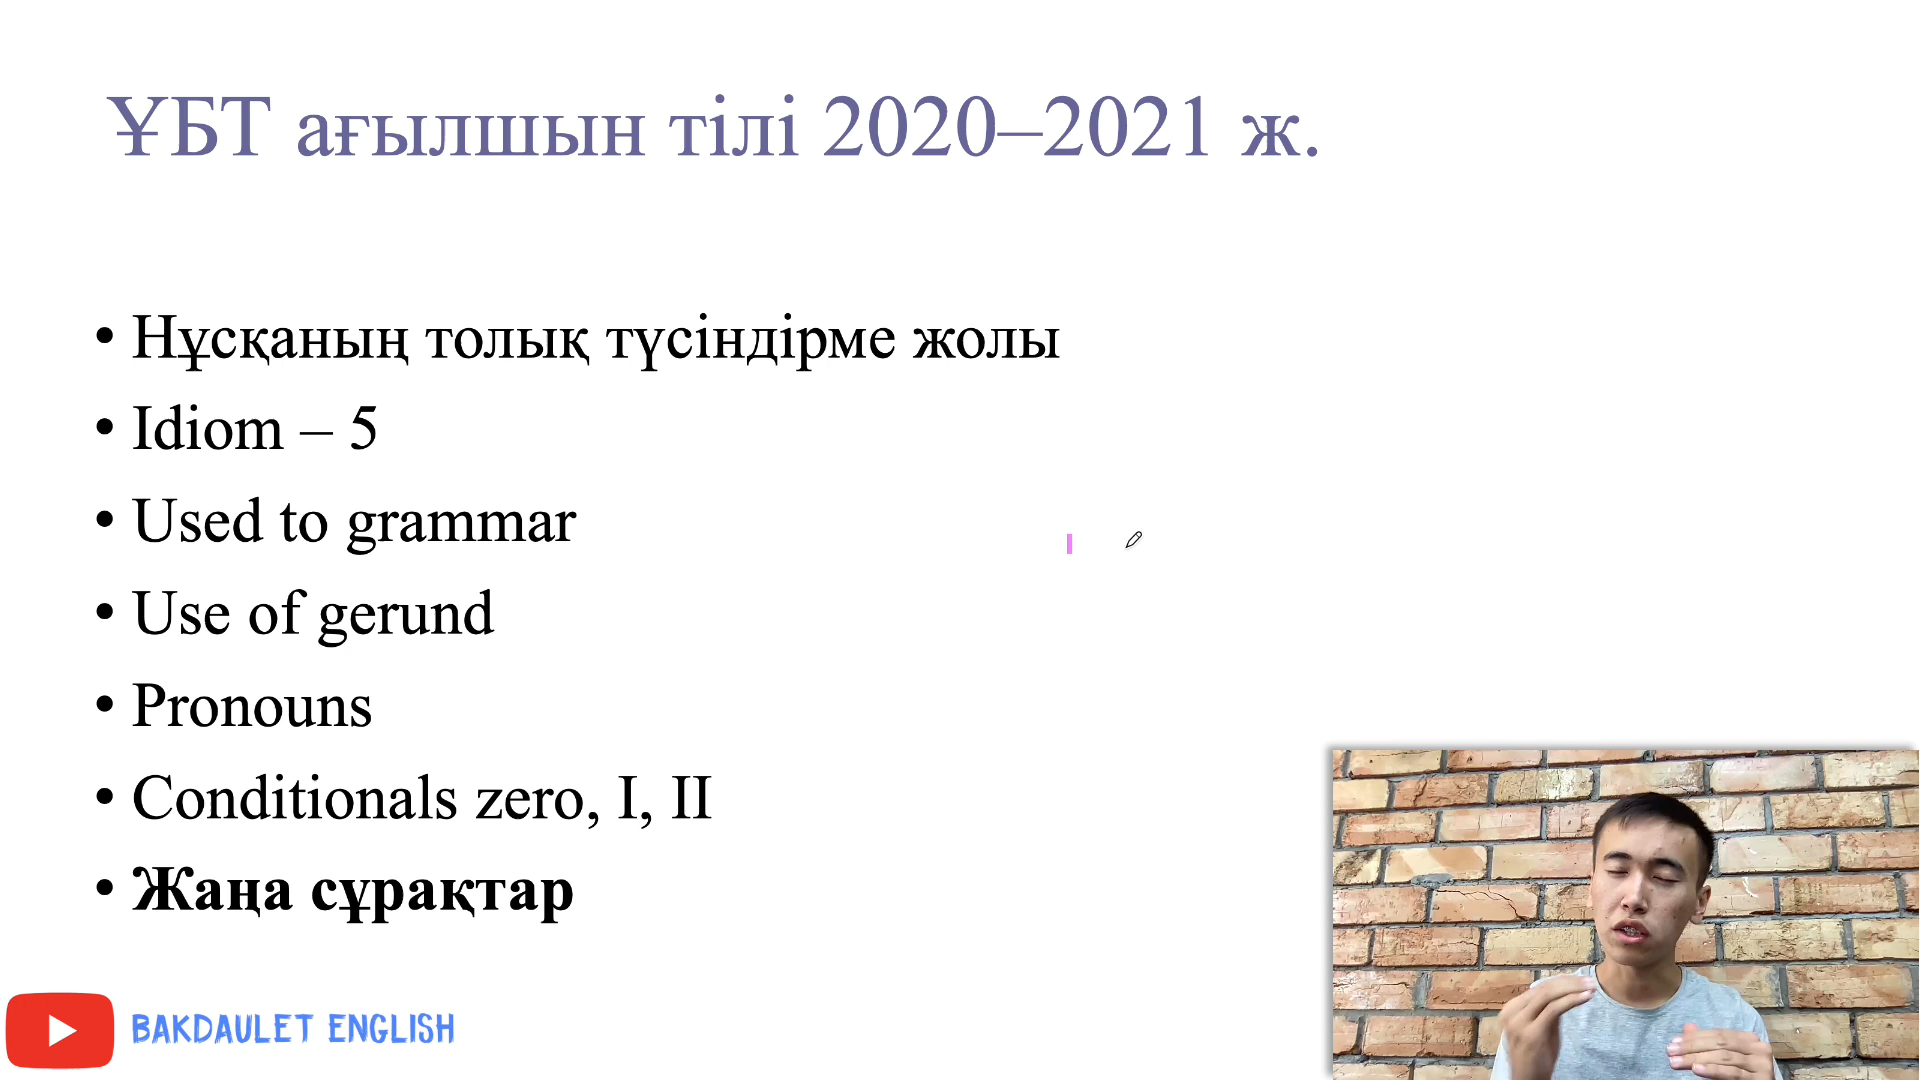 ҰБТ ағылшын тілі 2020–2021 ж.
• Нұсқаның толық түсіндірме жолы
• Idiom – 5
• Used to grammar
• Use of gerund
• Pronouns
• Conditionals zero, I, II
• Жаңа сұрақтар
BAKDAULET ENGLISH